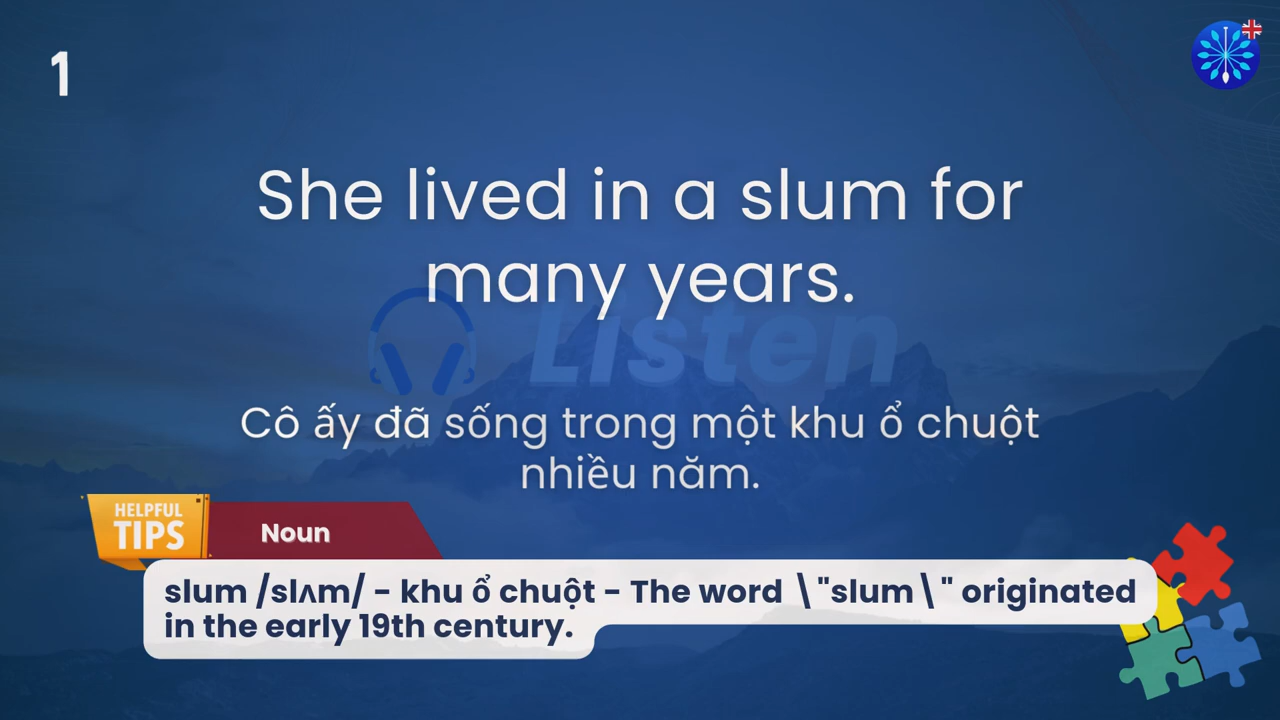 1
She lived in a slum for
many years.
Listen
Cô ấy đã sống trong một khu ổ chuột
nhiều năm.
HELPFUL
TIPS
Noun
slum /slʌm/ - khu ổ chuột - The word \"slum\" originated
in the early 19th century.